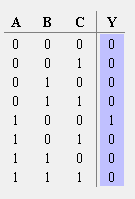 A B C Y
0 0 0 0
0 0 1 0
0 1 0 0
0 1 1 0
1 0 0 1
1 0 1 0
1 1 0 0
1 1 1 0